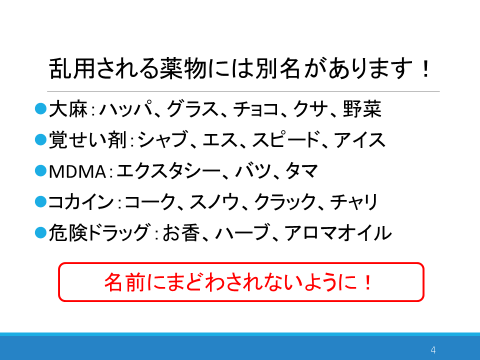 乱用される薬物には別名があります！
●大麻：ハッパ、グラス、チョコ、クサ、野菜
●覚せい剤：シャブ、エス、スピード、アイス
●MDMA：エクスタシー、バツ、タマ
●コカイン：コーク、スノウ、クラック、チャリ
●危険ドラッグ：お香、ハーブ、アロマオイル
名前にまどわされないように！
4